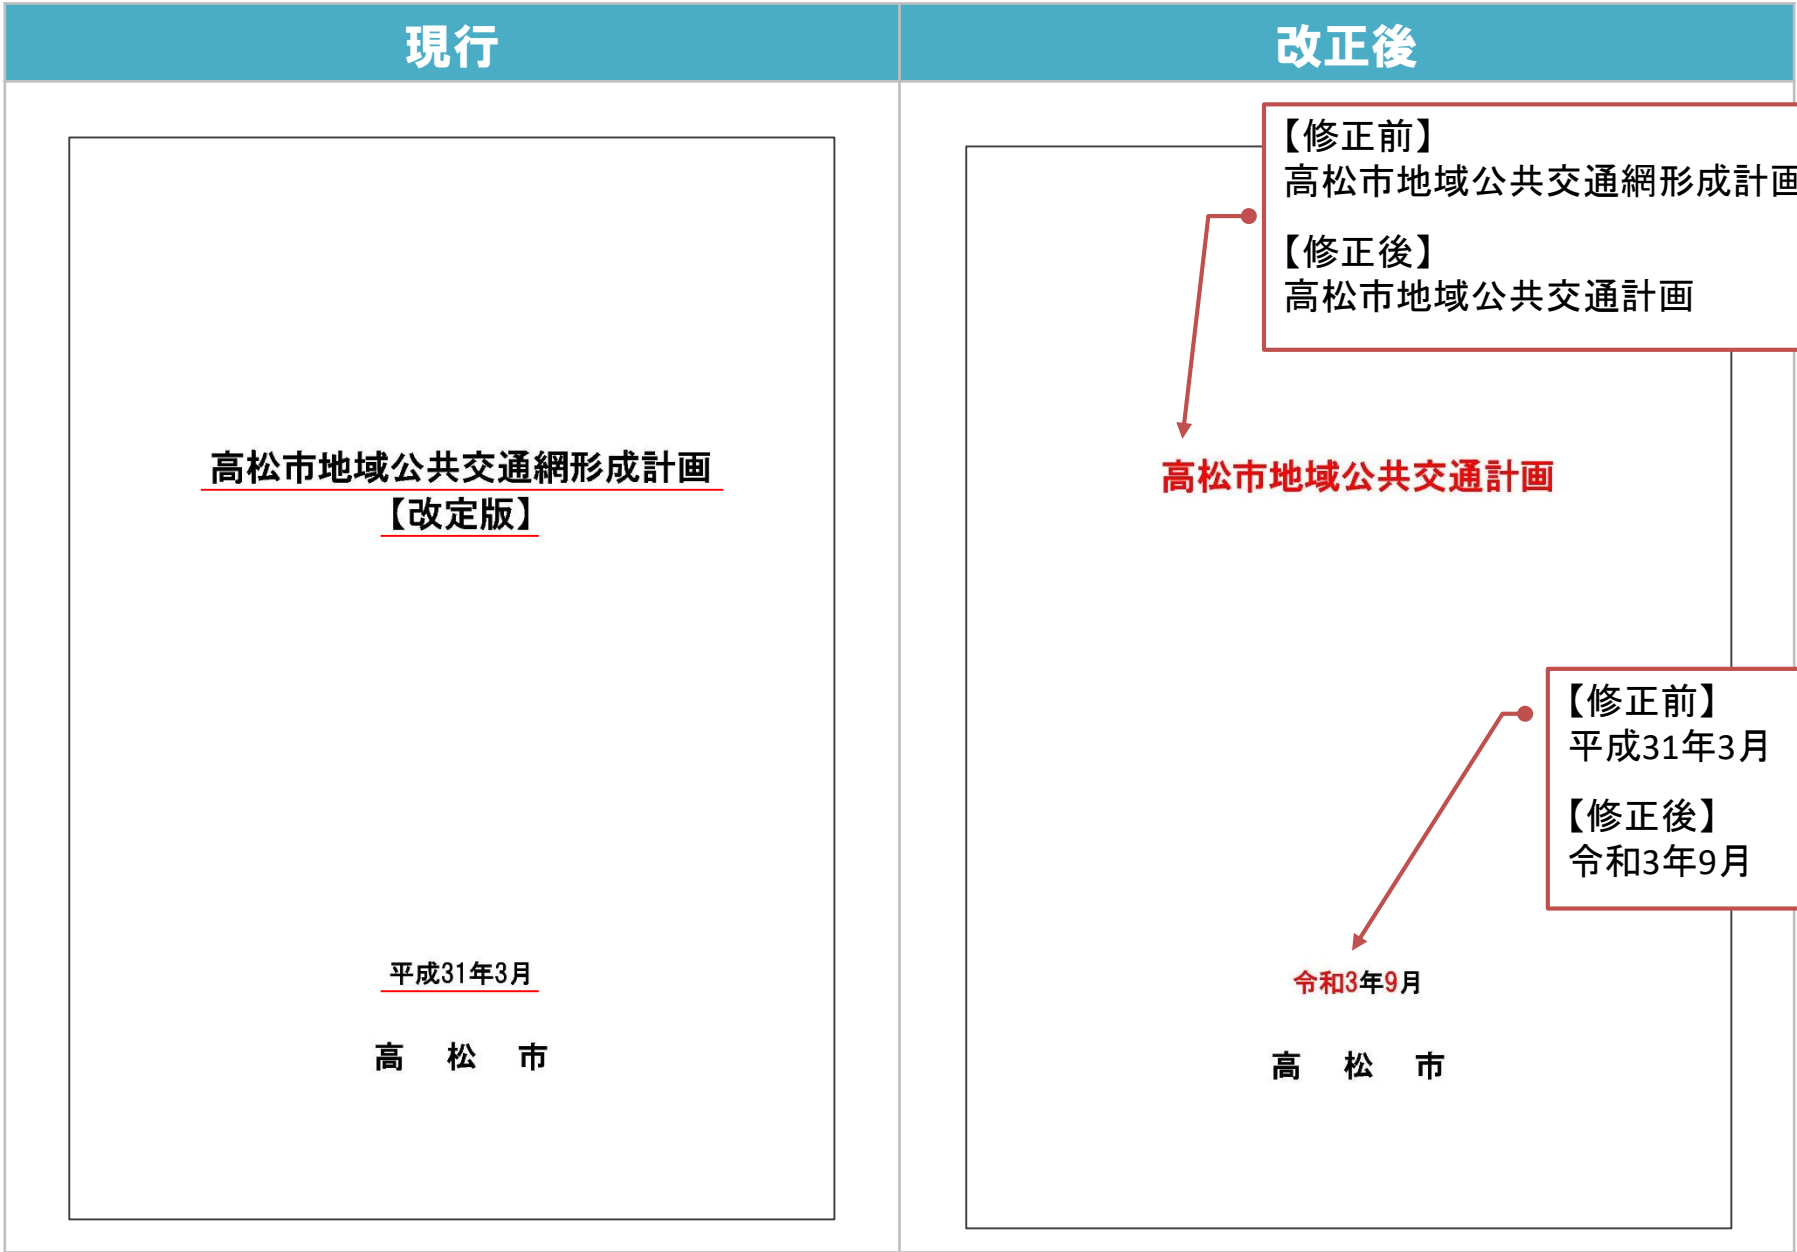 現行
高松市地域公共交通網形成計画
【改定版】
平成31年3月
高　松　市
改正後
【修正前】
高松市地域公共交通網形成計画
【修正後】
高松市地域公共交通計画
高松市地域公共交通計画
【修正前】
平成31年3月
【修正後】
令和3年9月
令和3年9月
高　松　市